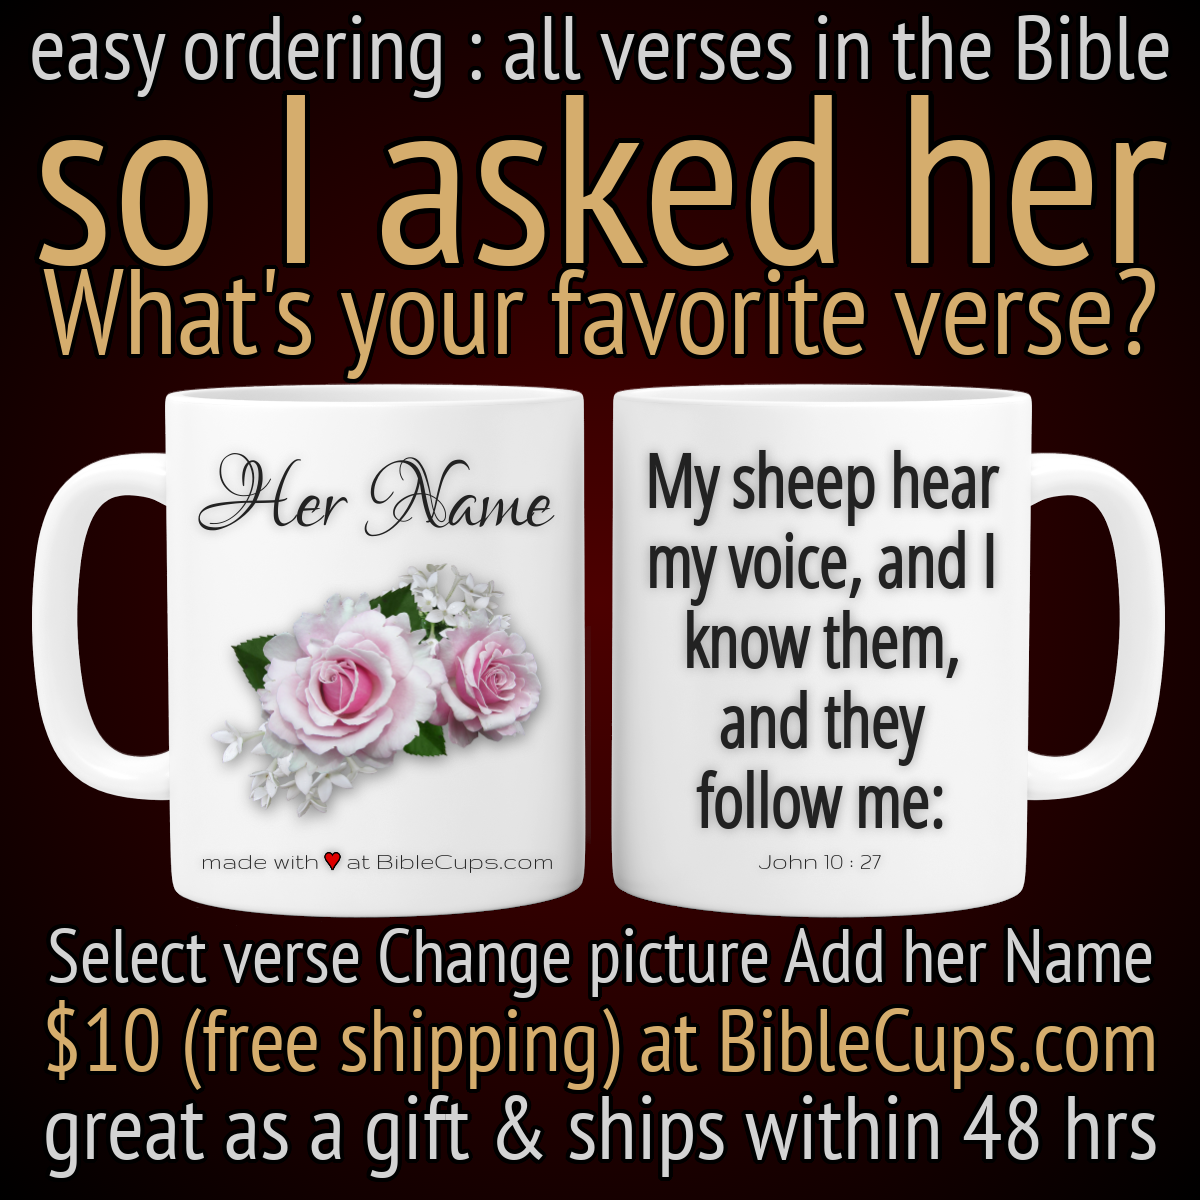 easy ordering : all verses in the Bible
so I asked her
What's your favorite verse?
Her Name
made with ♥ at BibleCups.com
My sheep hear
my voice, and I
know them,
and they
follow me:
John 10 : 27
Select verse Change picture Add her Name
$10 (free shipping) at BibleCups.com
great as a gift & ships within 48 hrs